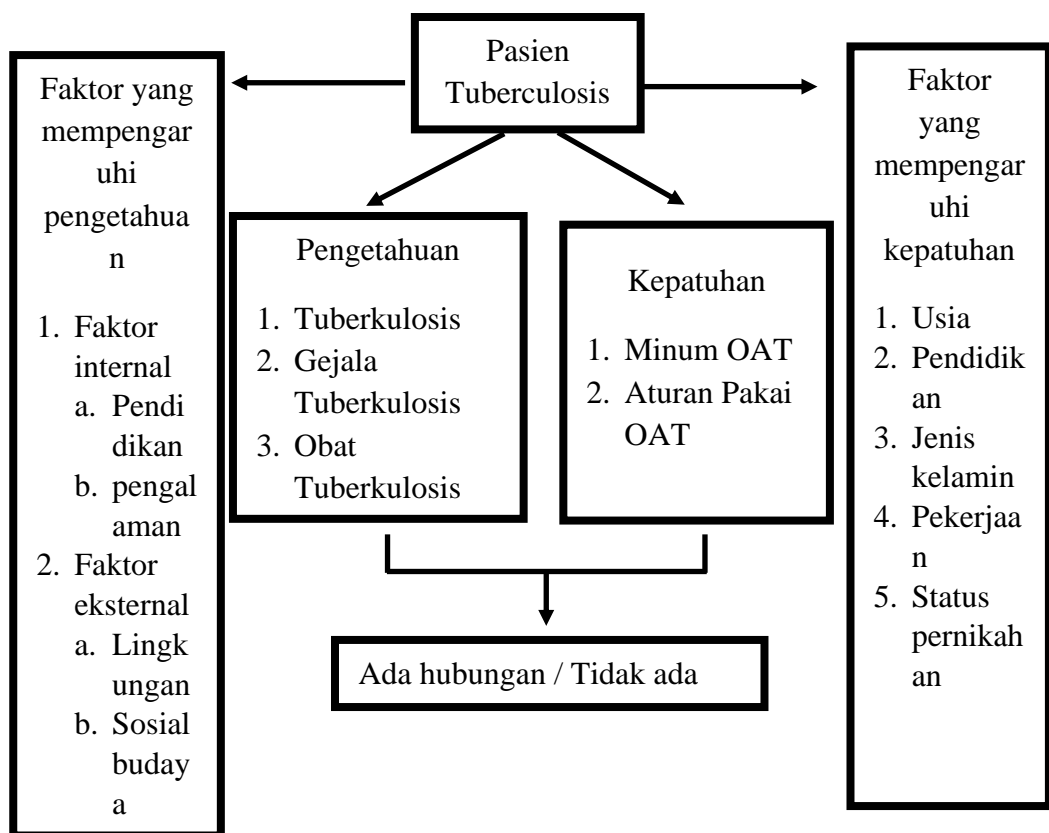 Pasien
Tuberculosis
Faktor yang
mempengar
uhi
pengetahua
n
1. Faktor
internal
a. Pendi
dikan
b. pengal
aman
2. Faktor
eksternal
a. Lingk
ungan
b. Sosial
buday
a
Pengetahuan
1. Tuberkulosis
2. Gejala
Tuberkulosis
3. Obat
Tuberkulosis
Kepatuhan
1. Minum OAT
2. Aturan Pakai
OAT
Faktor
yang
mempengar
uhi
kepatuhan
1. Usia
2. Pendidik
an
3. Jenis
kelamin
4. Pekerjaa
n
5. Status
pernikah
an
Ada hubungan / Tidak ada